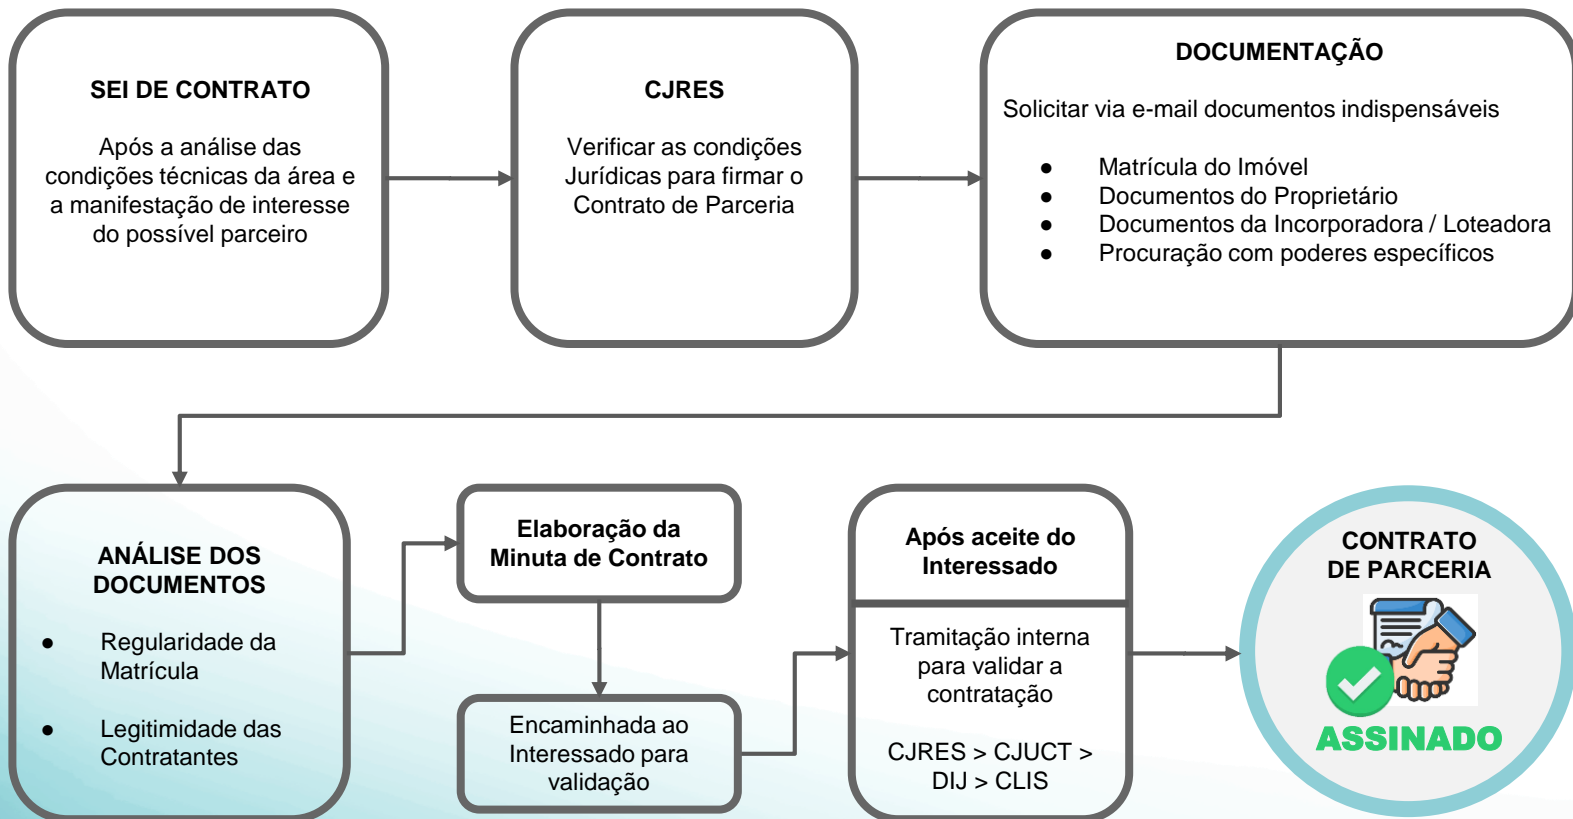 SEI DE CONTRATO
Após a análise das
condições técnicas da área e
a manifestação de interesse
do possível parceiro
CJRES
Verificar as condições
Jurídicas para firmar o
Contrato de Parceria
DOCUMENTAÇÃO
Solicitar via e-mail documentos indispensáveis
● Matrícula do Imóvel
● Documentos do Proprietário
● Documentos da Incorporadora / Loteadora
● Procuração com poderes específicos
ANÁLISE DOS
DOCUMENTOS
● Regularidade da
Matrícula
● Legitimidade das
Contratantes
Elaboração da
Minuta de Contrato
Encaminhada ao
Interessado para
validação
Após aceite do
Interessado
Tramitação interna
para validar a
contratação
CJRES > CJUCT >
DIJ > CLIS
CONTRATO
DE PARCERIA
ASSINADO